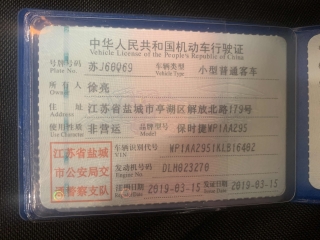 中华人民共和国机动车行驶证
Vehicle License of the People's Republic of China
号牌号码 苏J68Q69 车辆类型 小型普通客车
Plate No. Vehicle Type
所有人 徐亮
Owner
住址 江苏省盐城市亭湖区解放北路179号
Address
使用性质 非营运 品牌型号 保时捷WP1AA295
Use Character Model
江苏省盐城
市公安局交
通警察支队
车辆识别代号 WP1AA2951KLB16402
VIN
发动机号码 DLH023270
Engine No.
注册日期 2019-03-15 发证日期 2019-03-15
Issue Date